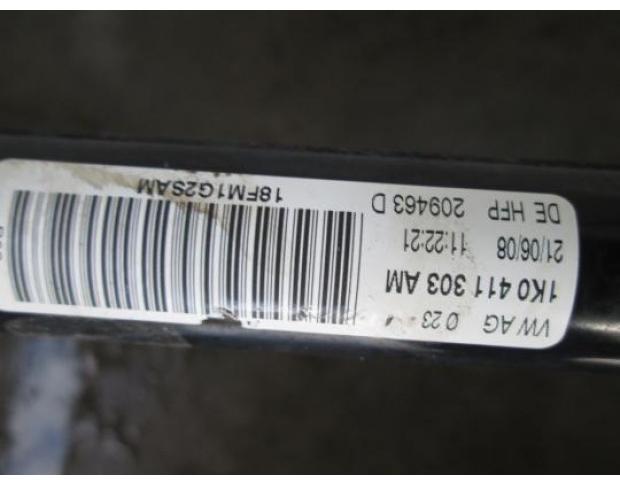 VW AG 0 23
1K0 411 303 AM
21/06/08 11:22:21
DE HFP 209463 D
18FM1G2SAM